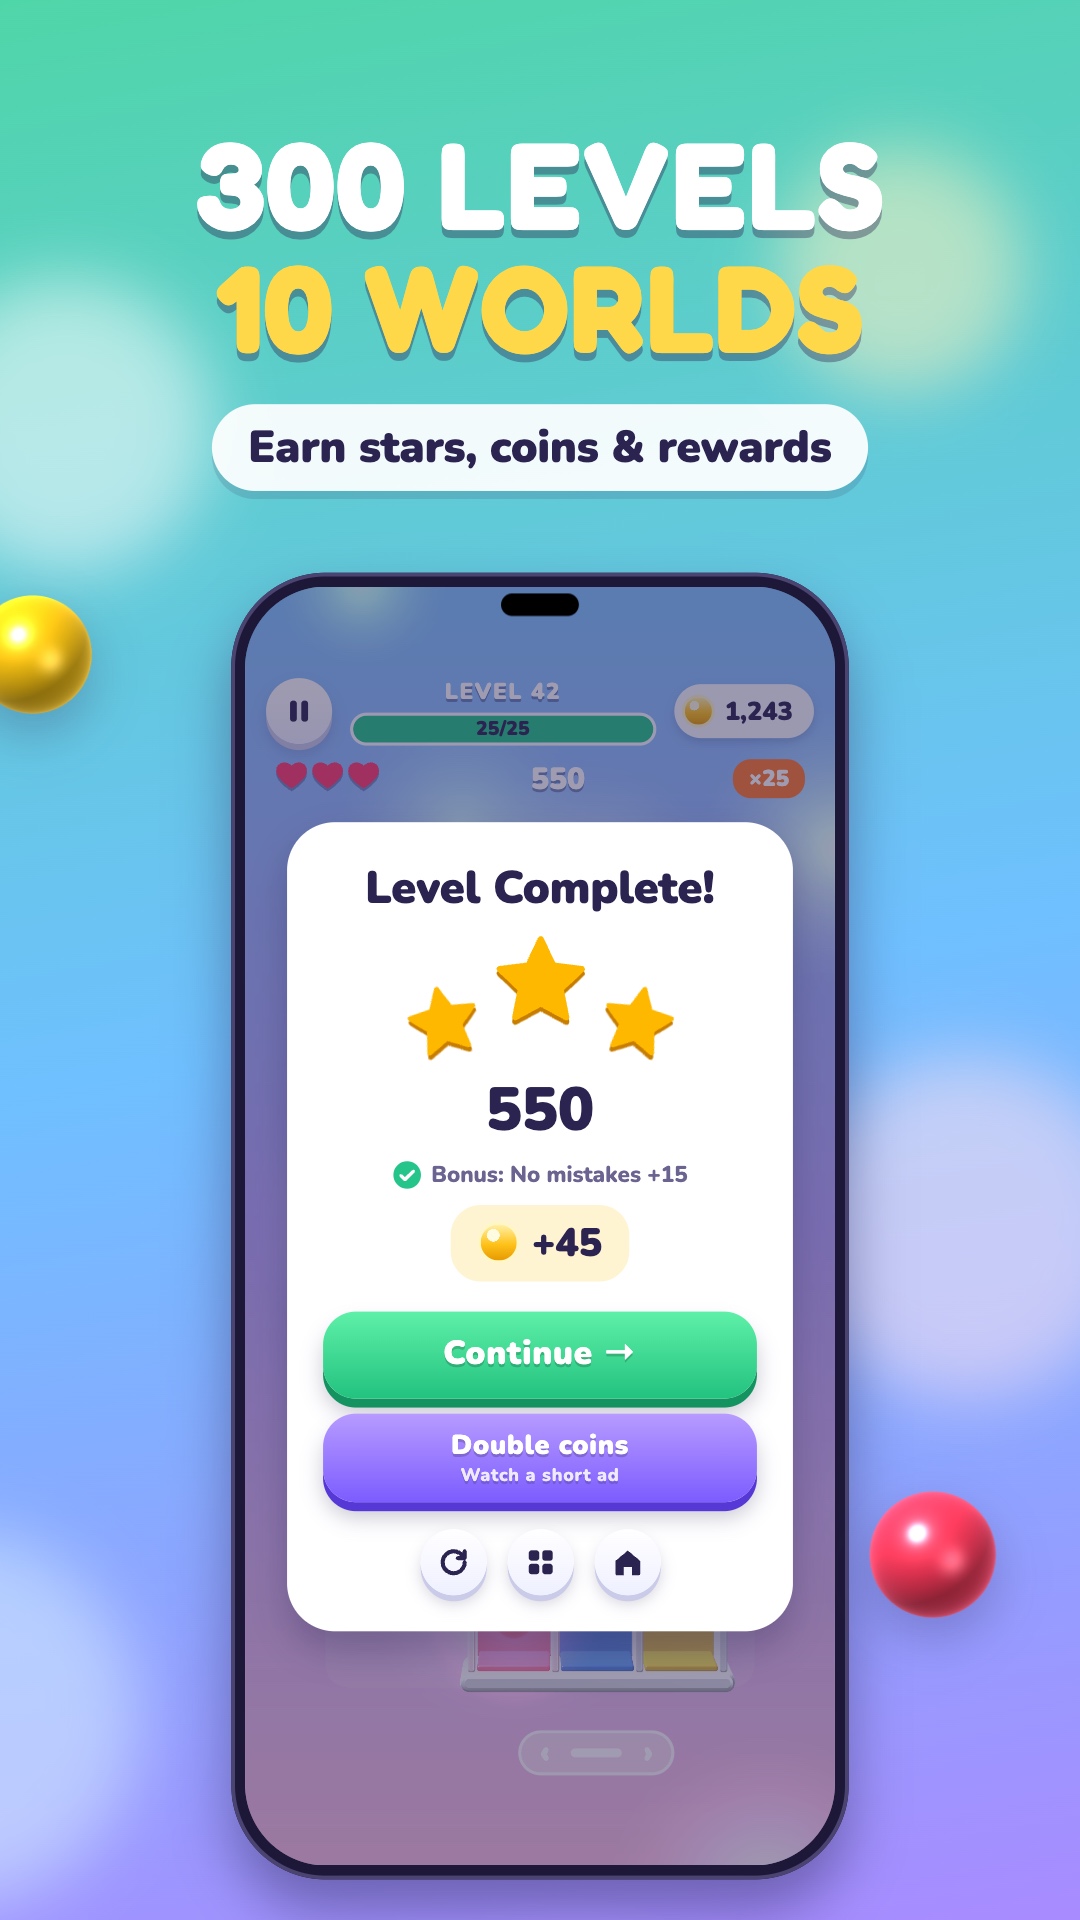 300 LEVELS
10 WORLDS
Earn stars, coins & rewards
LEVEL 42
25/25
1,243
550
×25
Level Complete!
550
Bonus: No mistakes +15
+45
Continue →
Double coins
Watch a short ad